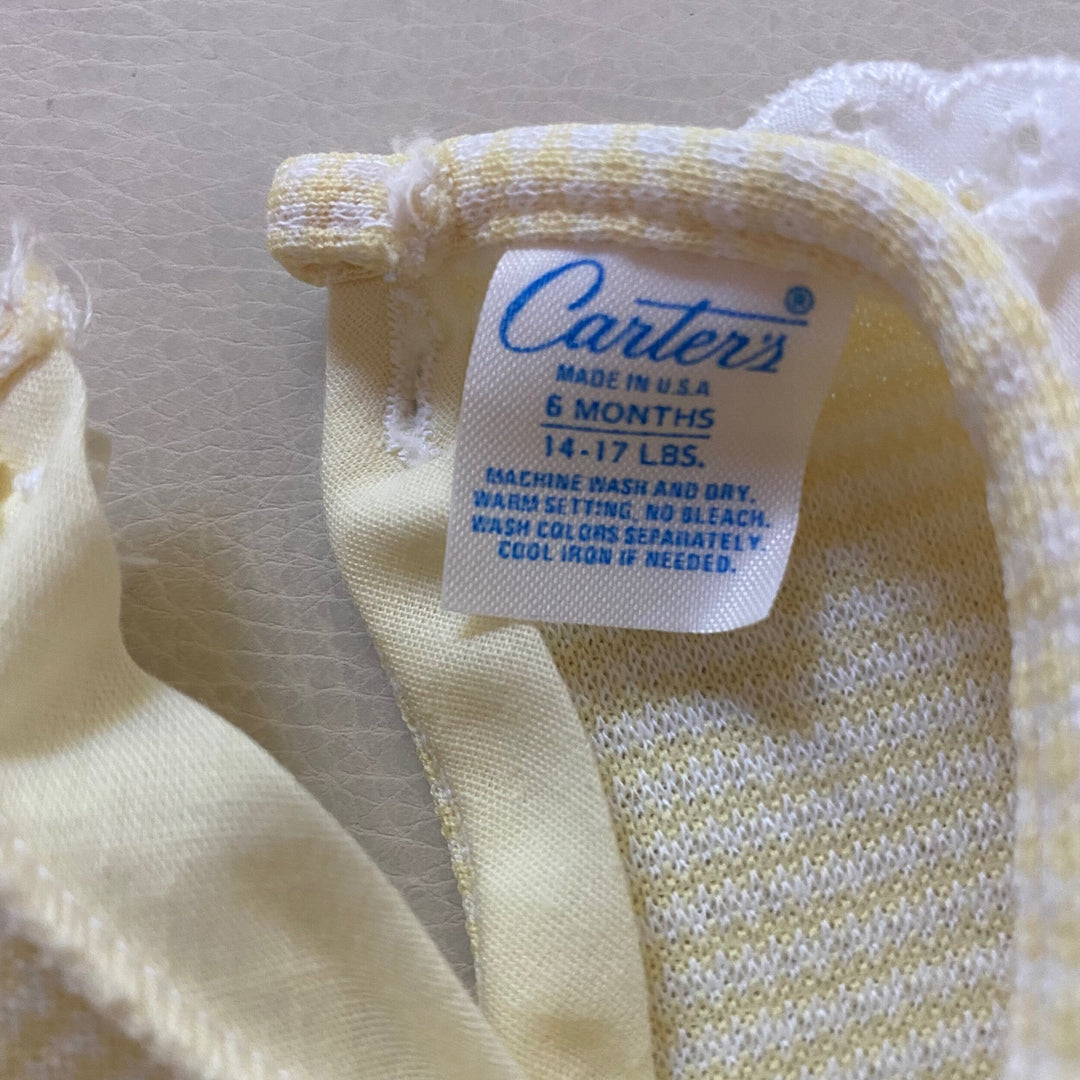 Carter's®
MADE IN U.S.A
6 MONTHS
14-17 LBS.
MACHINE WASH AND DRY.
WARM SETTING. NO BLEACH.
WASH COLORS SEPARATELY.
COOL IRON IF NEEDED.